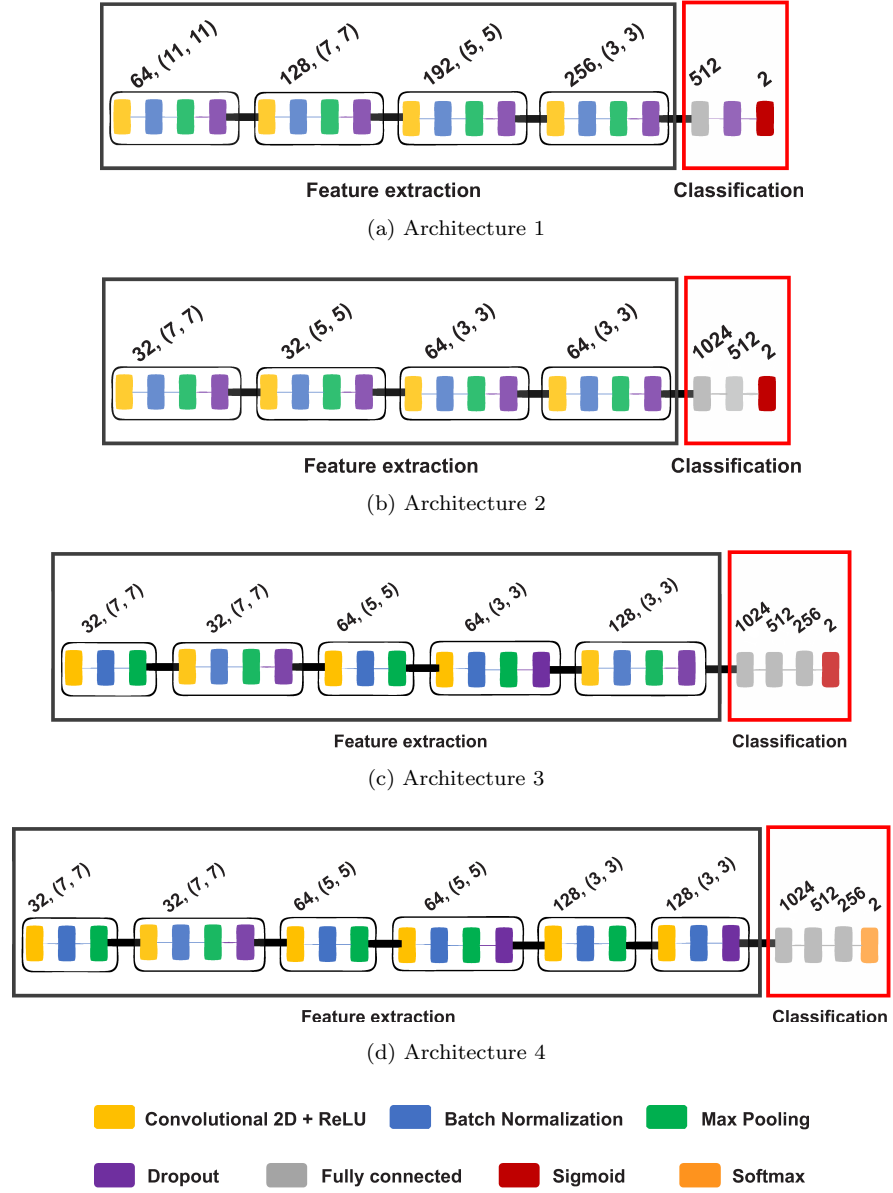 64, (11, 11) 128, (7, 7) 192, (5, 5) 256, (3, 3) 512 2
Feature extraction Classification
(a) Architecture 1
32, (7, 7) 32, (5, 5) 64, (3, 3) 64, (3, 3) 1024 512 2
Feature extraction Classification
(b) Architecture 2
32, (7, 7) 32, (7, 7) 64, (5, 5) 64, (3, 3) 128, (3, 3) 1024 512 256 2
Feature extraction Classification
(c) Architecture 3
32, (7, 7) 32, (7, 7) 64, (5, 5) 64, (5, 5) 128, (3, 3) 128, (3, 3) 1024 512 256 2
Feature extraction Classification
(d) Architecture 4
Convolutional 2D + ReLU Batch Normalization Max Pooling
Dropout Fully connected Sigmoid Softmax